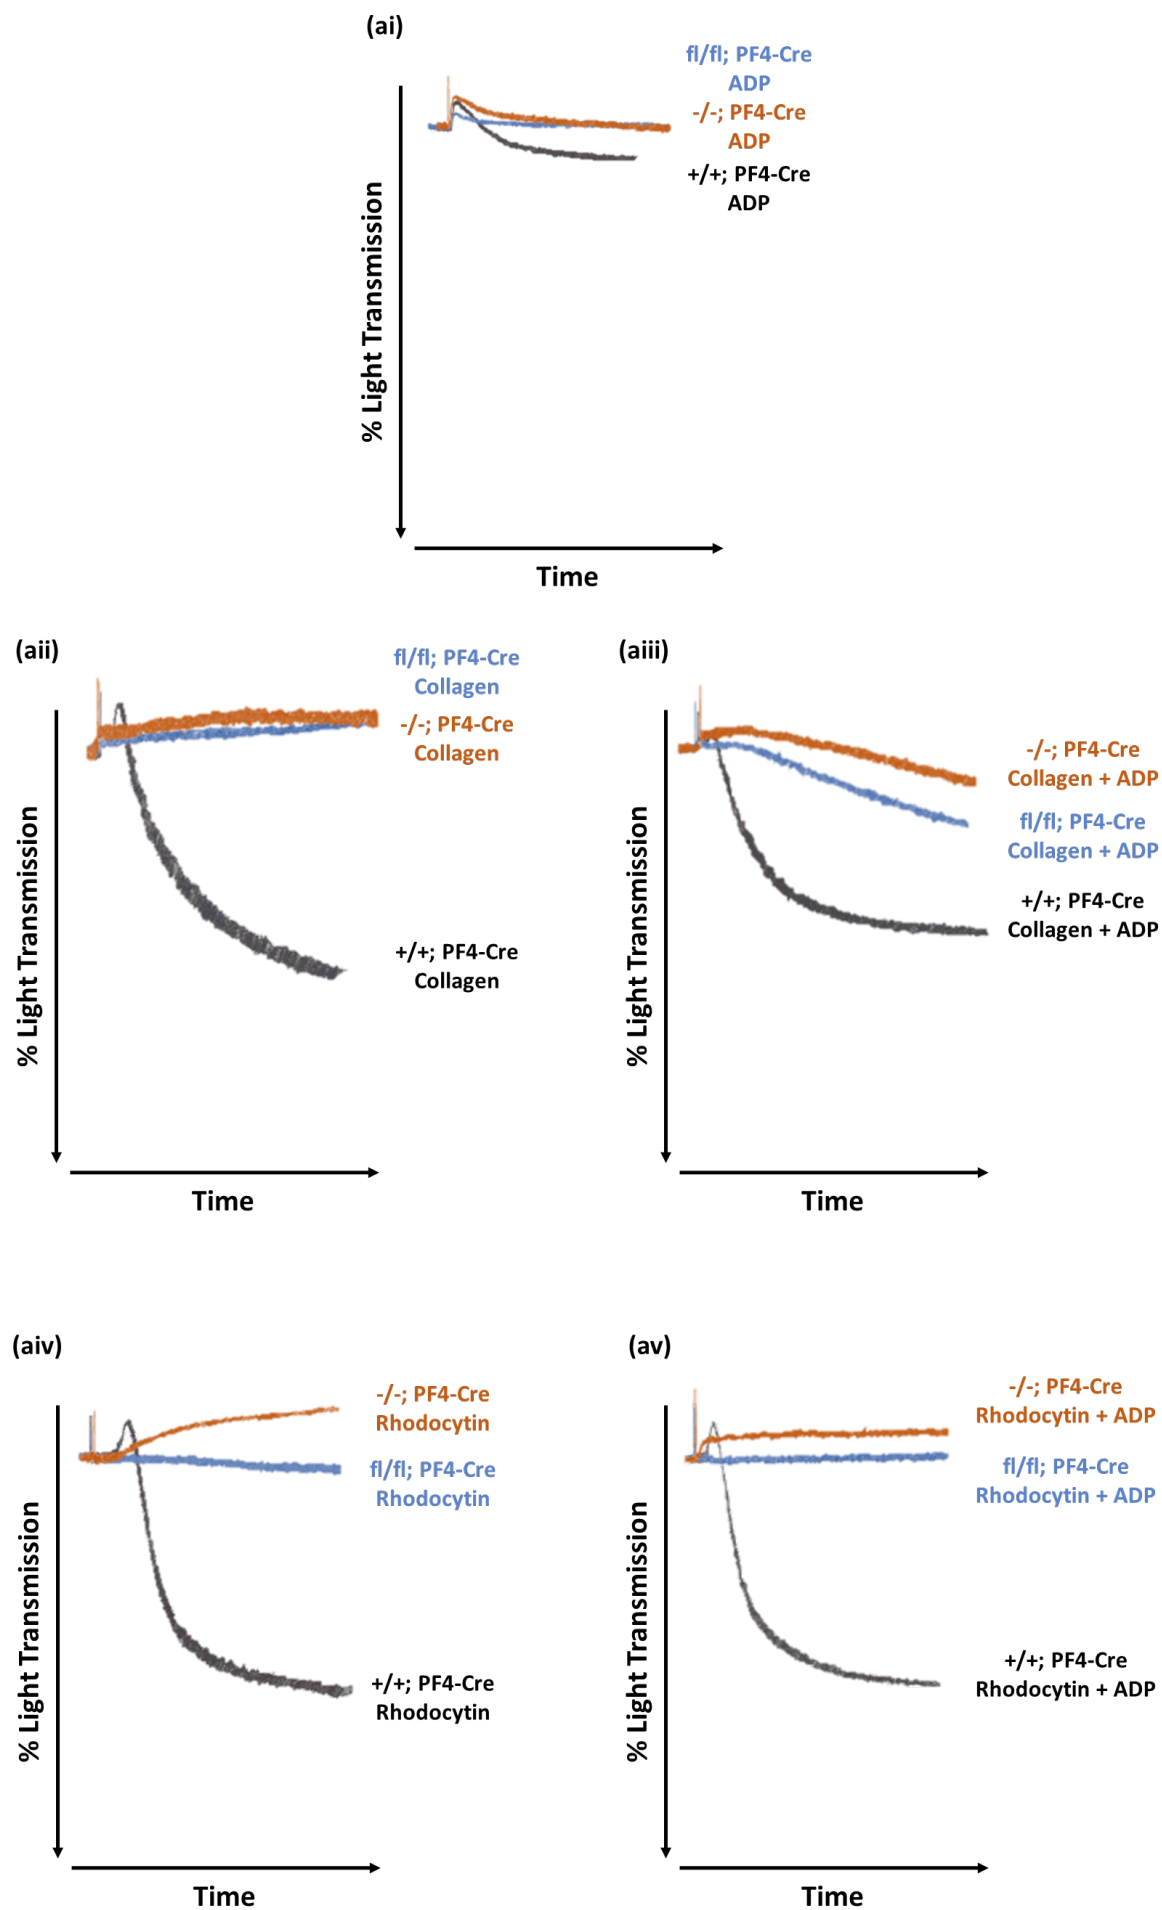 (ai)
fl/fl; PF4-Cre
ADP
-/-; PF4-Cre
ADP
+/+; PF4-Cre
ADP
% Light Transmission
Time
(aii)
fl/fl; PF4-Cre
Collagen
-/-; PF4-Cre
Collagen
+/+; PF4-Cre
Collagen
% Light Transmission
Time
(aiii)
-/-; PF4-Cre
Collagen + ADP
fl/fl; PF4-Cre
Collagen + ADP
+/+; PF4-Cre
Collagen + ADP
% Light Transmission
Time
(aiv)
-/-; PF4-Cre
Rhodocytin
fl/fl; PF4-Cre
Rhodocytin
+/+; PF4-Cre
Rhodocytin
% Light Transmission
Time
(av)
-/-; PF4-Cre
Rhodocytin + ADP
fl/fl; PF4-Cre
Rhodocytin + ADP
+/+; PF4-Cre
Rhodocytin + ADP
% Light Transmission
Time